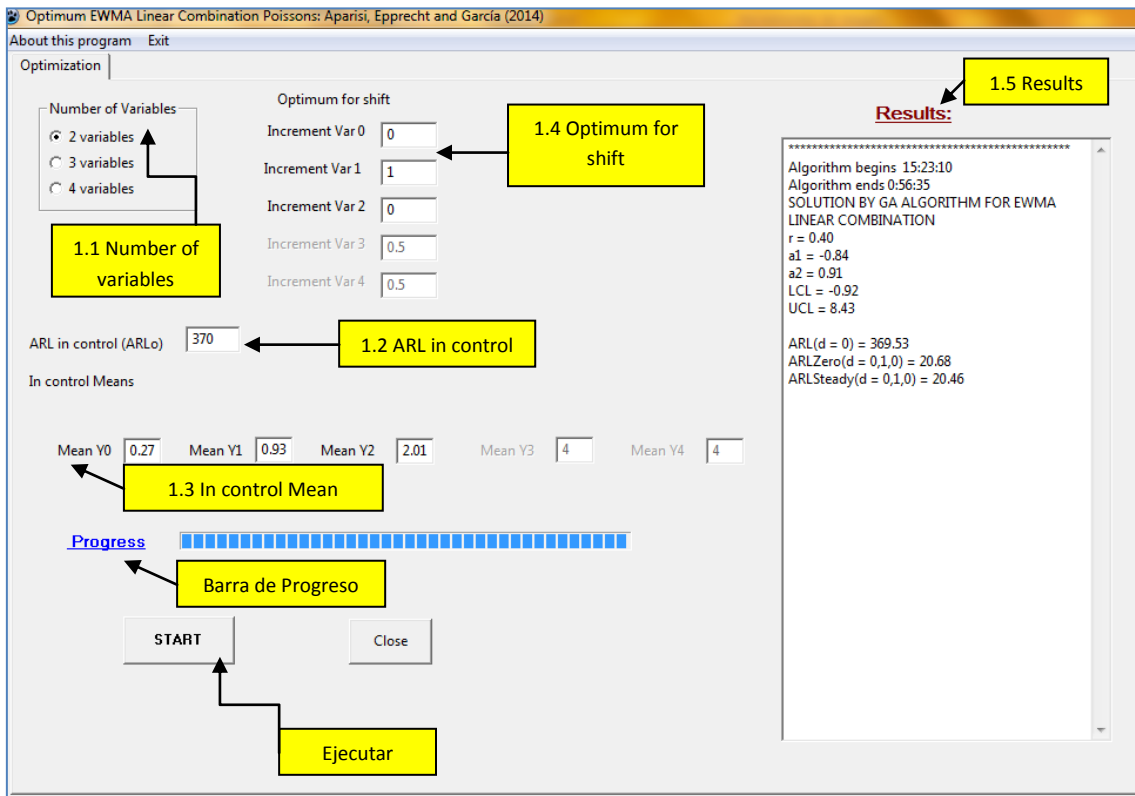 Optimum EWMA Linear Combination Poissons: Aparisi, Epprecht and García (2014)
About this program Exit
Optimization
Number of Variables
2 variables
3 variables
4 variables
1.1 Number of
variables
Optimum for shift
Increment Var 0 0
Increment Var 1 1
Increment Var 2 0
Increment Var 3 0.5
Increment Var 4 0.5
1.4 Optimum for
shift
ARL in control (ARLo) 370
1.2 ARL in control
In control Means
Mean Y0 0.27 Mean Y1 0.93 Mean Y2 2.01 Mean Y3 4 Mean Y4 4
1.3 In control Mean
Progress
Barra de Progreso
START Close
Ejecutar
1.5 Results
Results:
************************************************
Algorithm begins 15:23:10
Algorithm ends 0:56:35
SOLUTION BY GA ALGORITHM FOR EWMA
LINEAR COMBINATION
r = 0.40
a1 = -0.84
a2 = 0.91
LCL = -0.92
UCL = 8.43
ARL(d = 0) = 369.53
ARLZero(d = 0,1,0) = 20.68
ARLSteady(d = 0,1,0) = 20.46